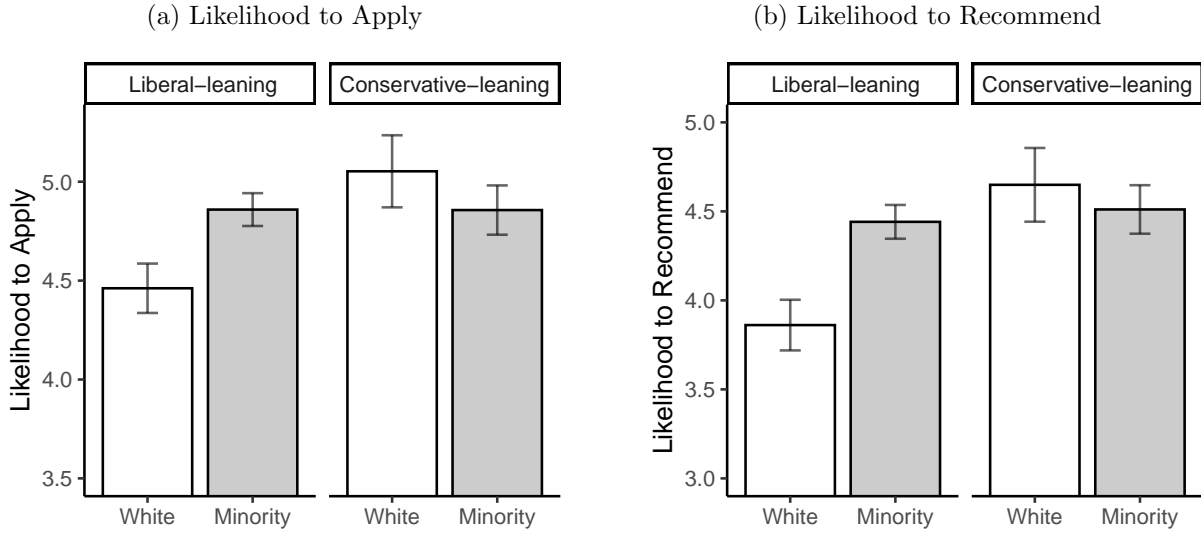 (a) Likelihood to Apply
Liberal−leaning
Conservative−leaning
Likelihood to Apply
5.0
4.5
4.0
3.5
White
Minority
White
Minority
(b) Likelihood to Recommend
Liberal−leaning
Conservative−leaning
Likelihood to Recommend
5.0
4.5
4.0
3.5
3.0
White
Minority
White
Minority